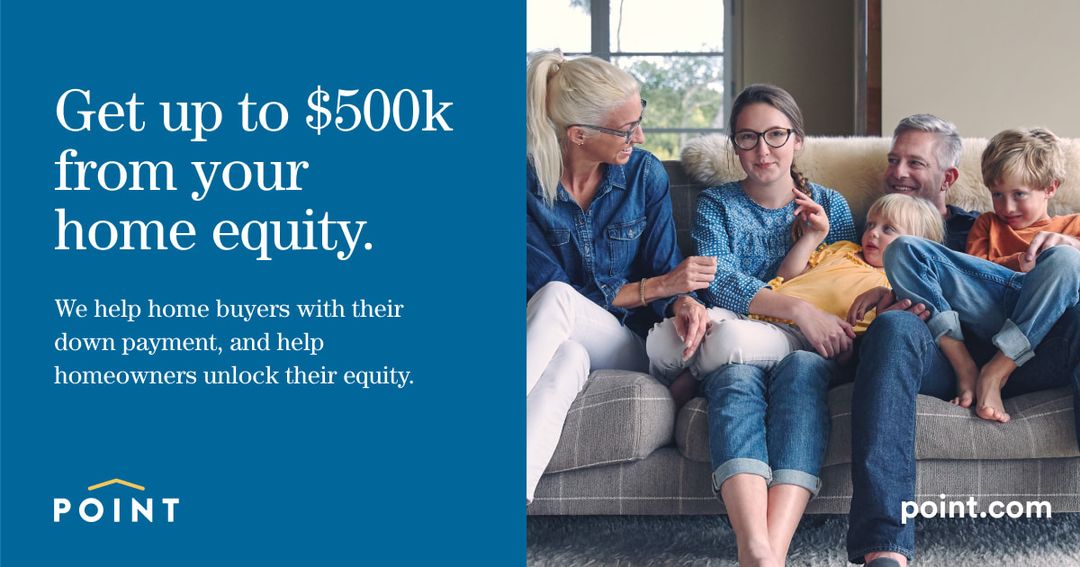 Get up to $500k
from your
home equity.
We help home buyers with their
down payment, and help
homeowners unlock their equity.
POINT
point.com